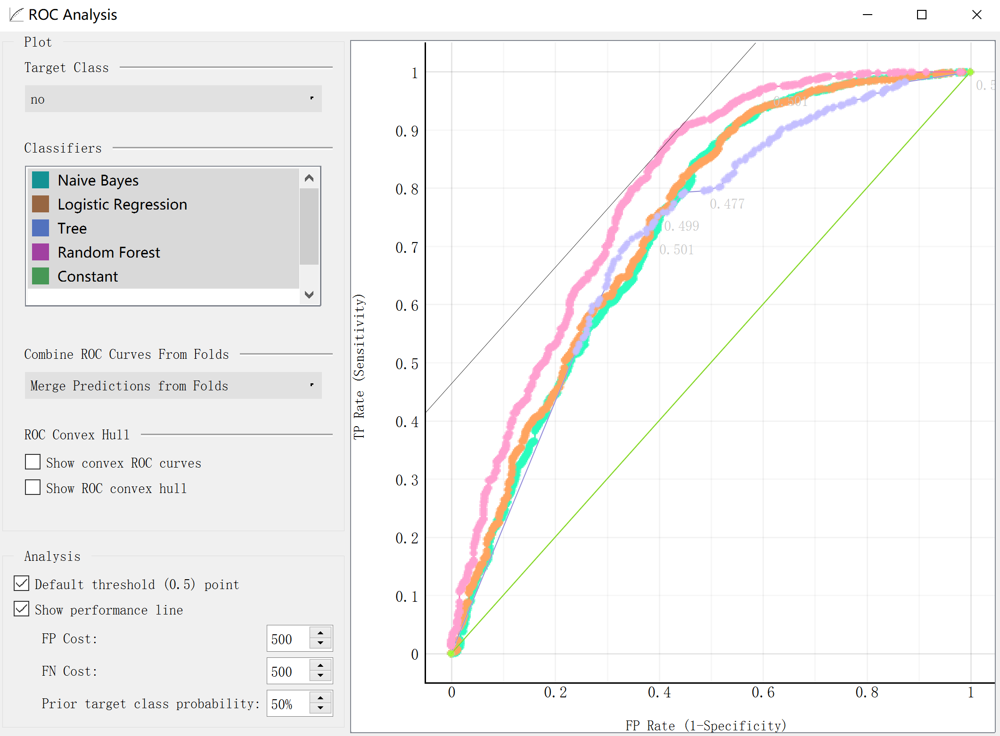 ROC Analysis
Plot
Target Class
no
Classifiers
Naive Bayes
Logistic Regression
Tree
Random Forest
Constant
Combine ROC Curves From Folds
Merge Predictions from Folds
ROC Convex Hull
Show convex ROC curves
Show ROC convex hull
Analysis
Default threshold (0.5) point
Show performance line
FP Cost:
500
FN Cost:
500
Prior target class probability:
50%
TP Rate (Sensitivity)
1
0.9
0.8
0.7
0.6
0.5
0.4
0.3
0.2
0.1
0
0.5
0.501
0.477
0.499
0.501
0
0.2
0.4
0.6
0.8
1
FP Rate (1-Specificity)